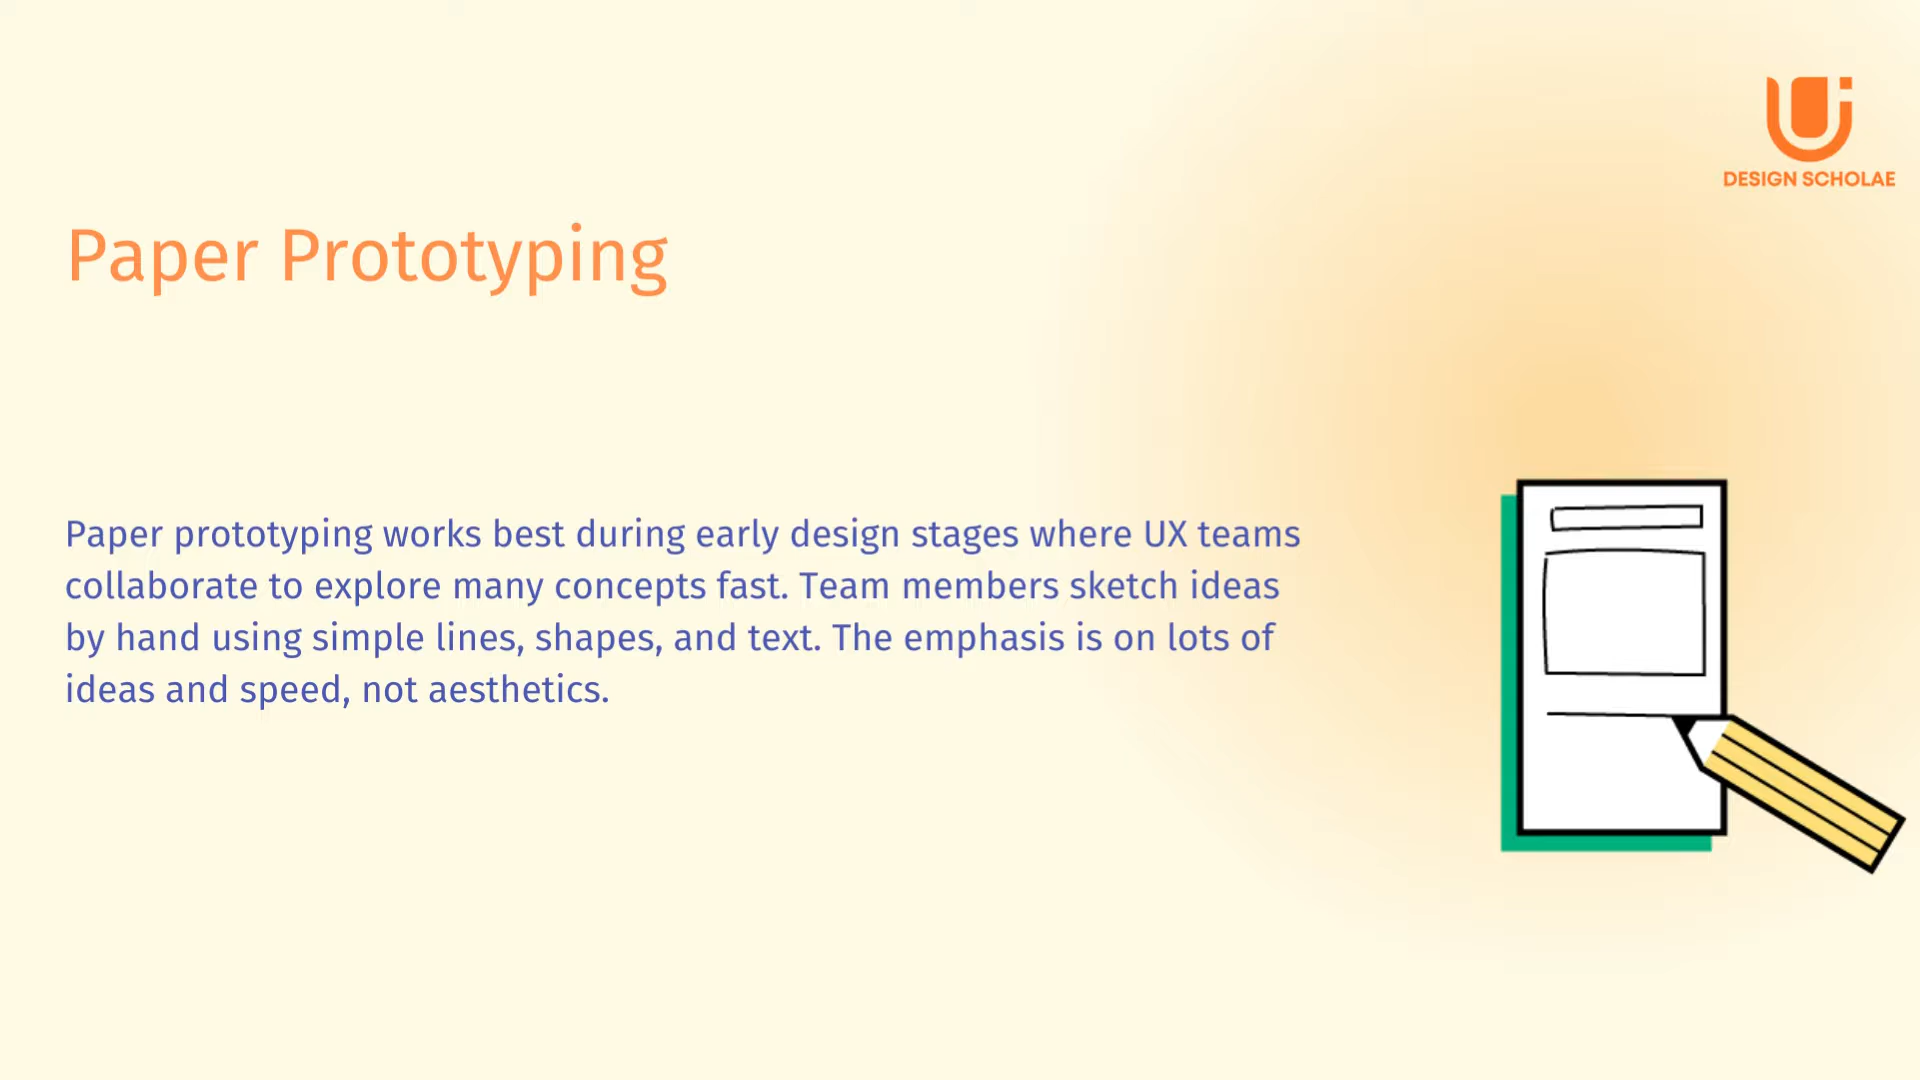 DESIGN SCHOLAE
Paper Prototyping
Paper prototyping works best during early design stages where UX teams
collaborate to explore many concepts fast. Team members sketch ideas
by hand using simple lines, shapes, and text. The emphasis is on lots of
ideas and speed, not aesthetics.